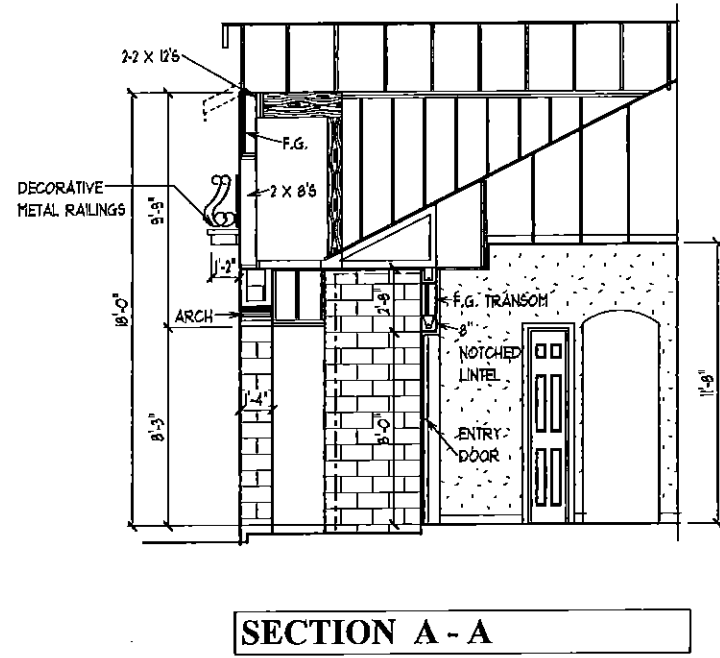 2-2 X 12'S
F.G.
DECORATIVE
METAL RAILINGS
2 X 8'S
9'-9"
1'-2"
18'-0"
ARCH
2'-8"
F.G. TRANSOM
8"
NOTCHED
LINTEL
1'-4"
11'-8"
8'-3"
8'-0"
ENTRY
DOOR
SECTION A - A